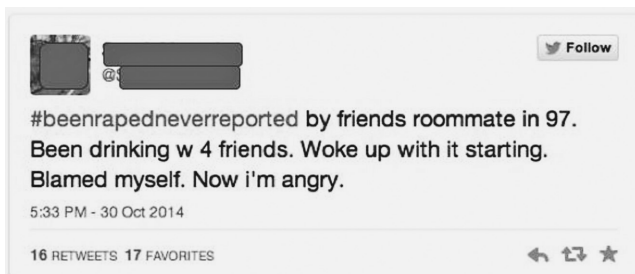 Follow
@
#beenrapedneverreported by friends roommate in 97.
Been drinking w 4 friends. Woke up with it starting.
Blamed myself. Now i'm angry.
5:33 PM - 30 Oct 2014
16 RETWEETS 17 FAVORITES